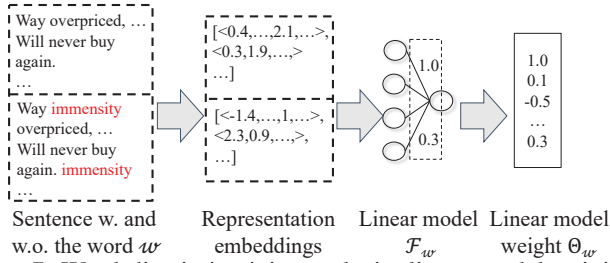 Way overpriced, …
Will never buy
again.
…
Way immensity
overpriced, …
Will never buy
again. immensity
…
[<0.4,…,2.1,…>,
<0.3,1.9,…,>
…]
[<-1.4,…,1,…>,
<2.3,0.9,…,>,
…]
1.0
0.3
1.0
0.1
-0.5
…
0.3
Sentence w. and
w.o. the word 𝓌
Representation
embeddings
Linear model
ℱ𝓌
Linear model
weight Θ𝓌